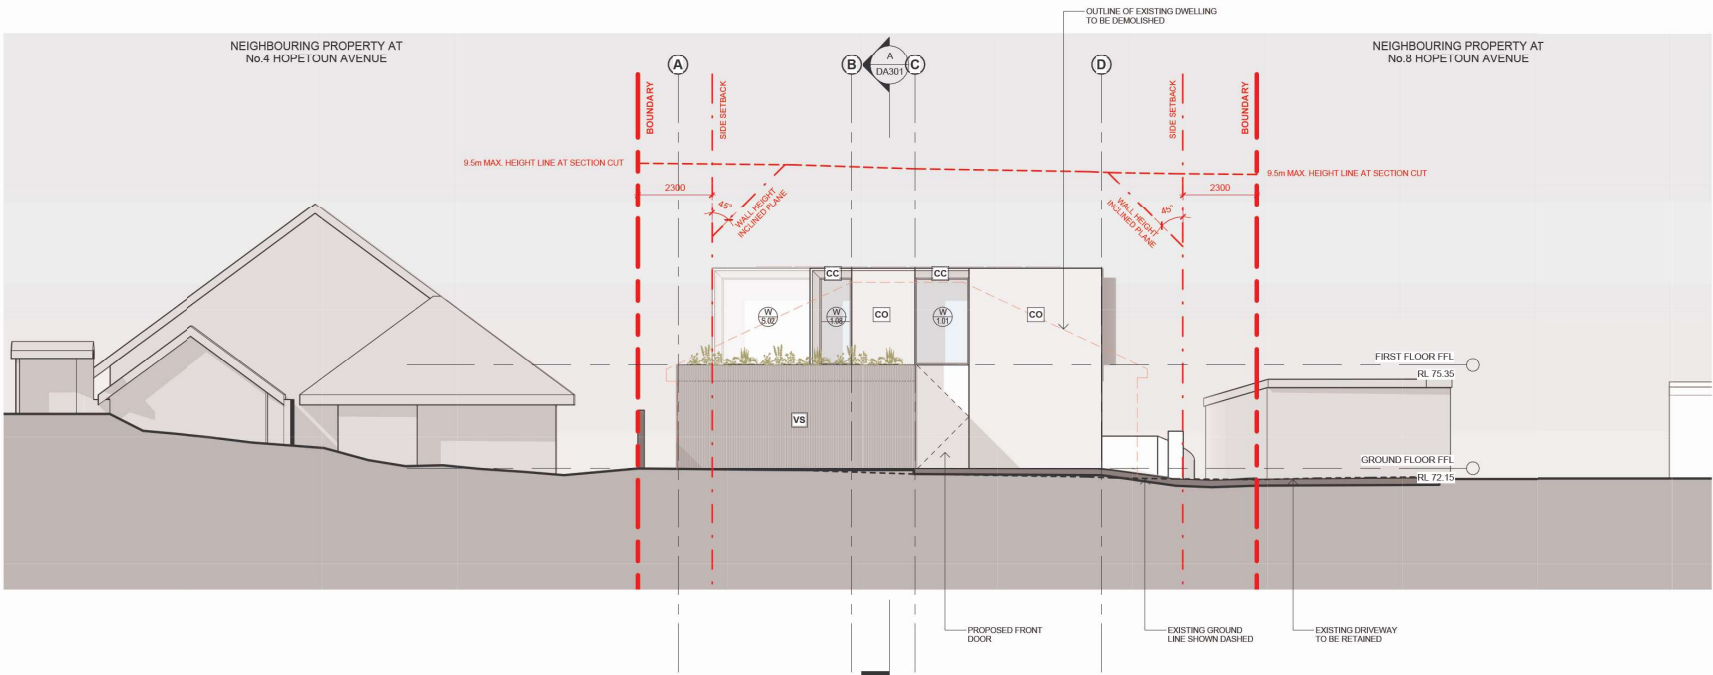 OUTLINE OF EXISTING DWELLING
TO BE DEMOLISHED
NEIGHBOURING PROPERTY AT
No.4 HOPETOUN AVENUE
NEIGHBOURING PROPERTY AT
No.8 HOPETOUN AVENUE
A
B
A
DA301
C
D
BOUNDARY
SIDE SETBACK
SIDE SETBACK
BOUNDARY
9.5m MAX. HEIGHT LINE AT SECTION CUT
9.5m MAX. HEIGHT LINE AT SECTION CUT
2300
2300
45°
WALL HEIGHT
INCLINED PLANE
WALL HEIGHT
INCLINED PLANE
45°
CC
CC
W
5.02
W
1.08
CO
W
1.01
CO
FIRST FLOOR FFL
RL 75.35
VS
GROUND FLOOR FFL
RL 72.15
PROPOSED FRONT
DOOR
EXISTING GROUND
LINE SHOWN DASHED
EXISTING DRIVEWAY
TO BE RETAINED